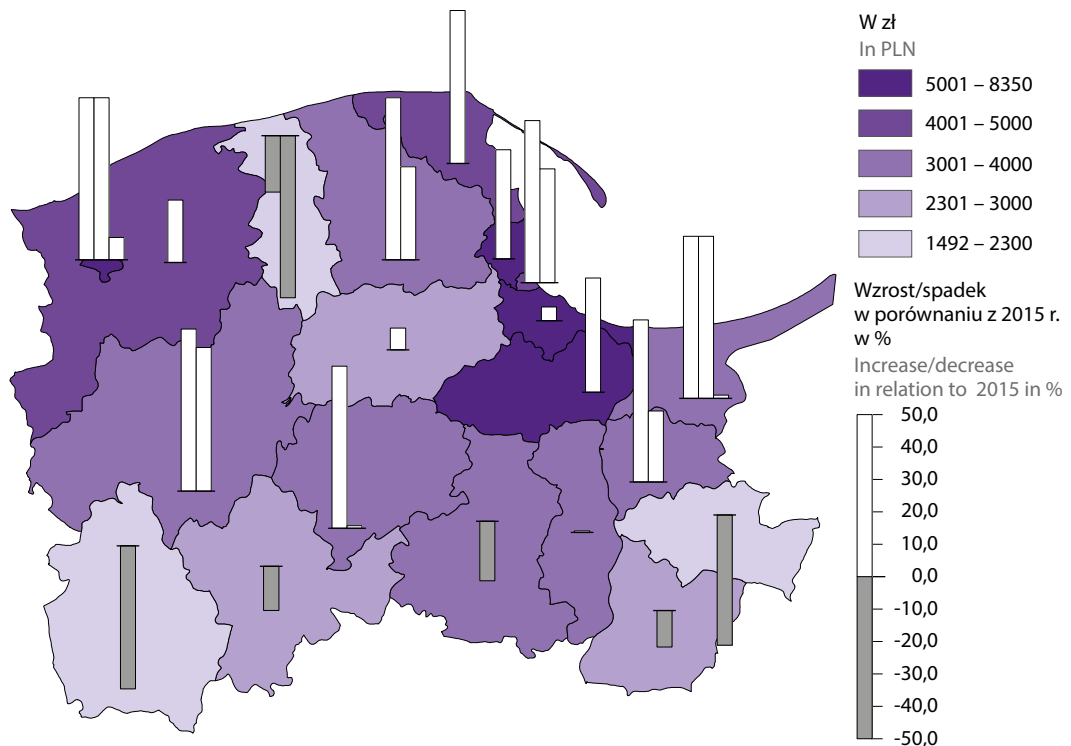 W zł
In PLN
5001 – 8350
4001 – 5000
3001 – 4000
2301 – 3000
1492 – 2300
Wzrost/spadek
w porównaniu z 2015 r.
w %
Increase/decrease
in relation to 2015 in %
50,0
40,0
30,0
20,0
10,0
0,0
-10,0
-20,0
-30,0
-40,0
-50,0